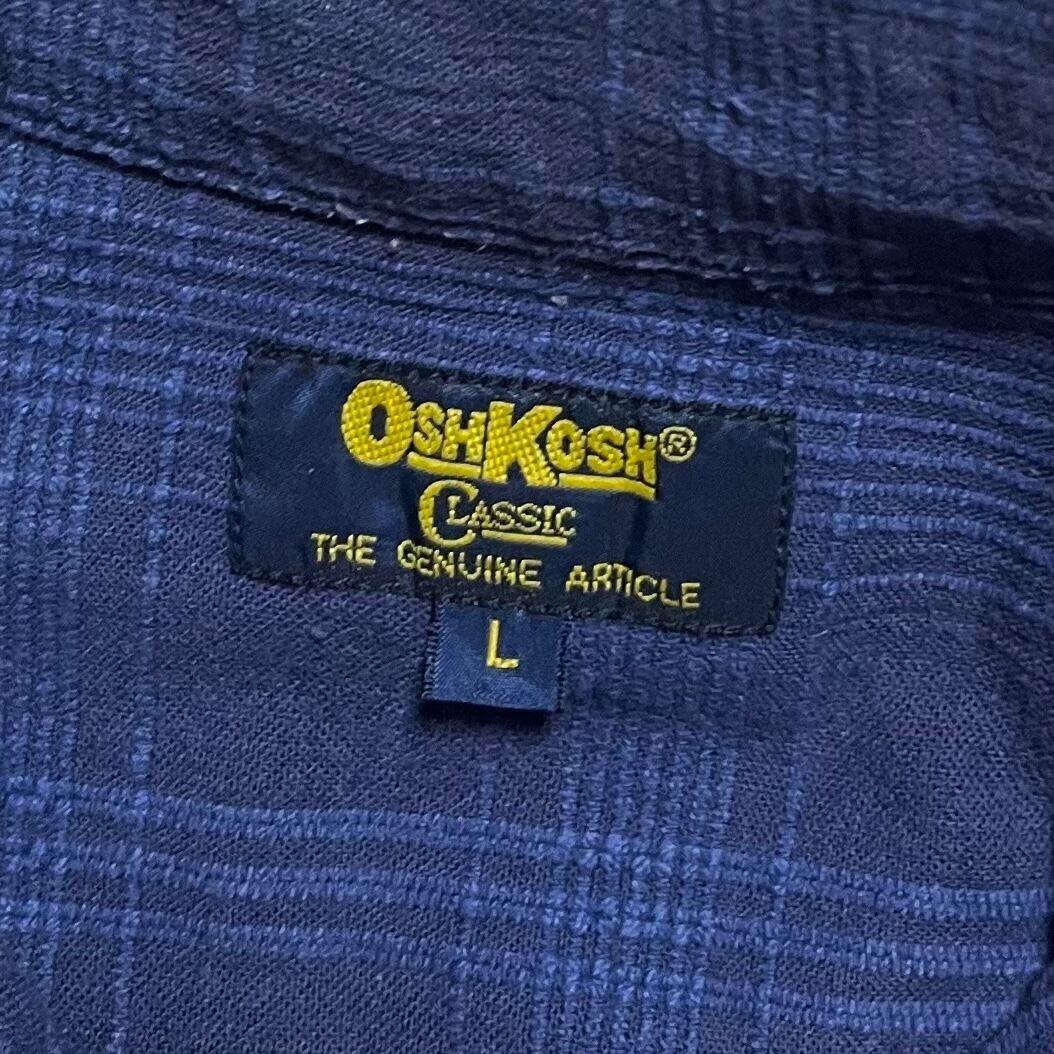 OSHKOSH®
CLASSIC
THE GENUINE ARTICLE
L